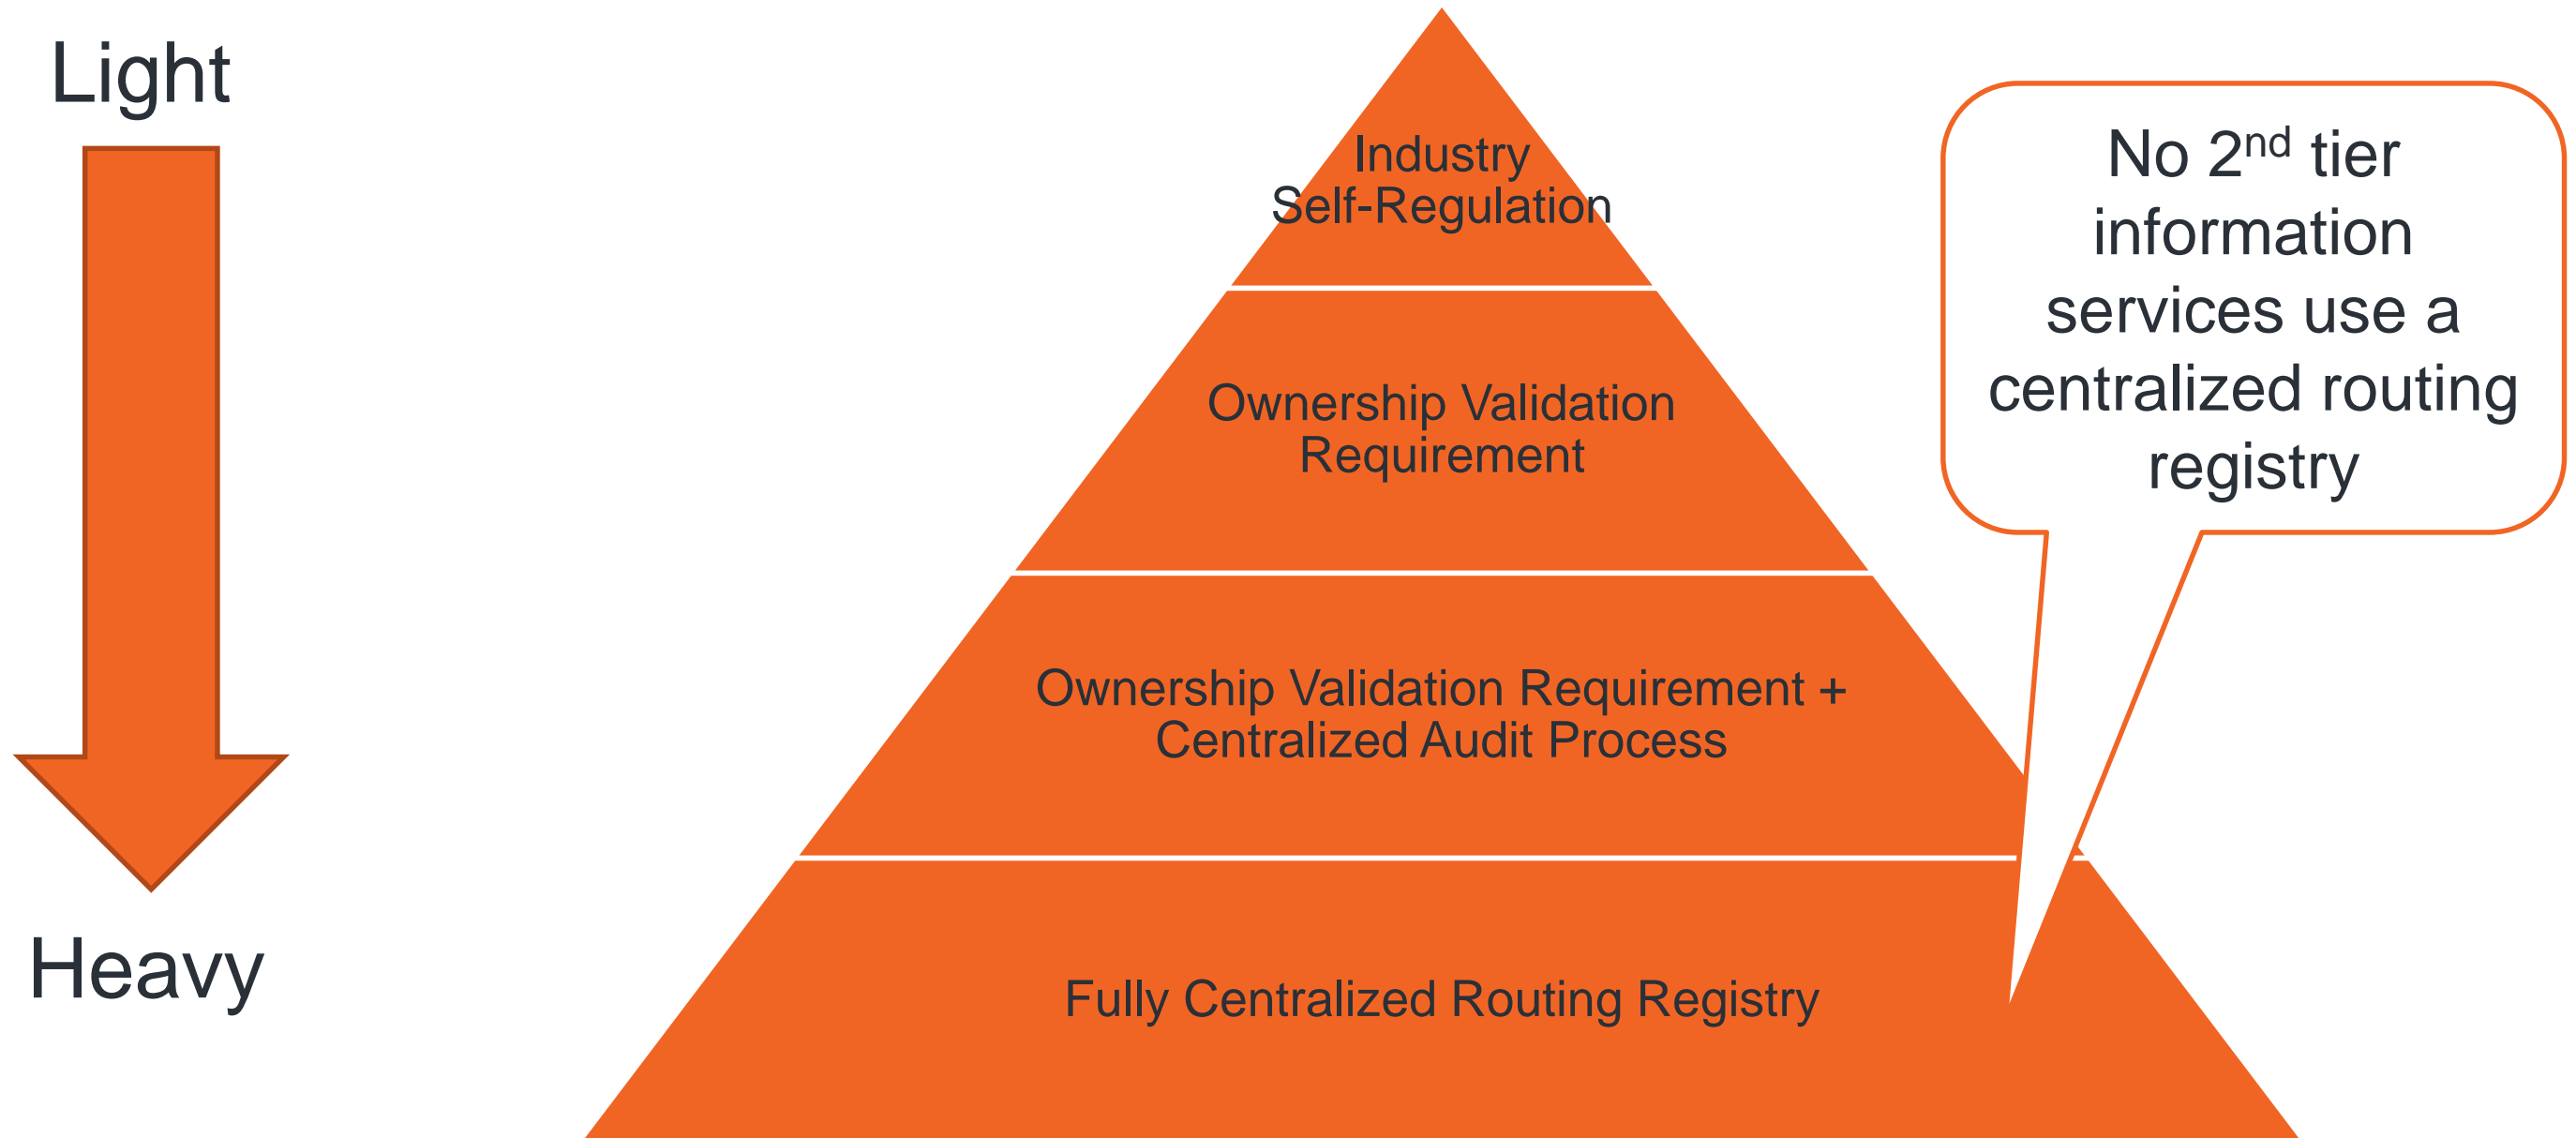 Light
Heavy
Industry
Self-Regulation
Ownership Validation
Requirement
Ownership Validation Requirement +
Centralized Audit Process
Fully Centralized Routing Registry
No 2nd tier
information
services use a
centralized routing
registry